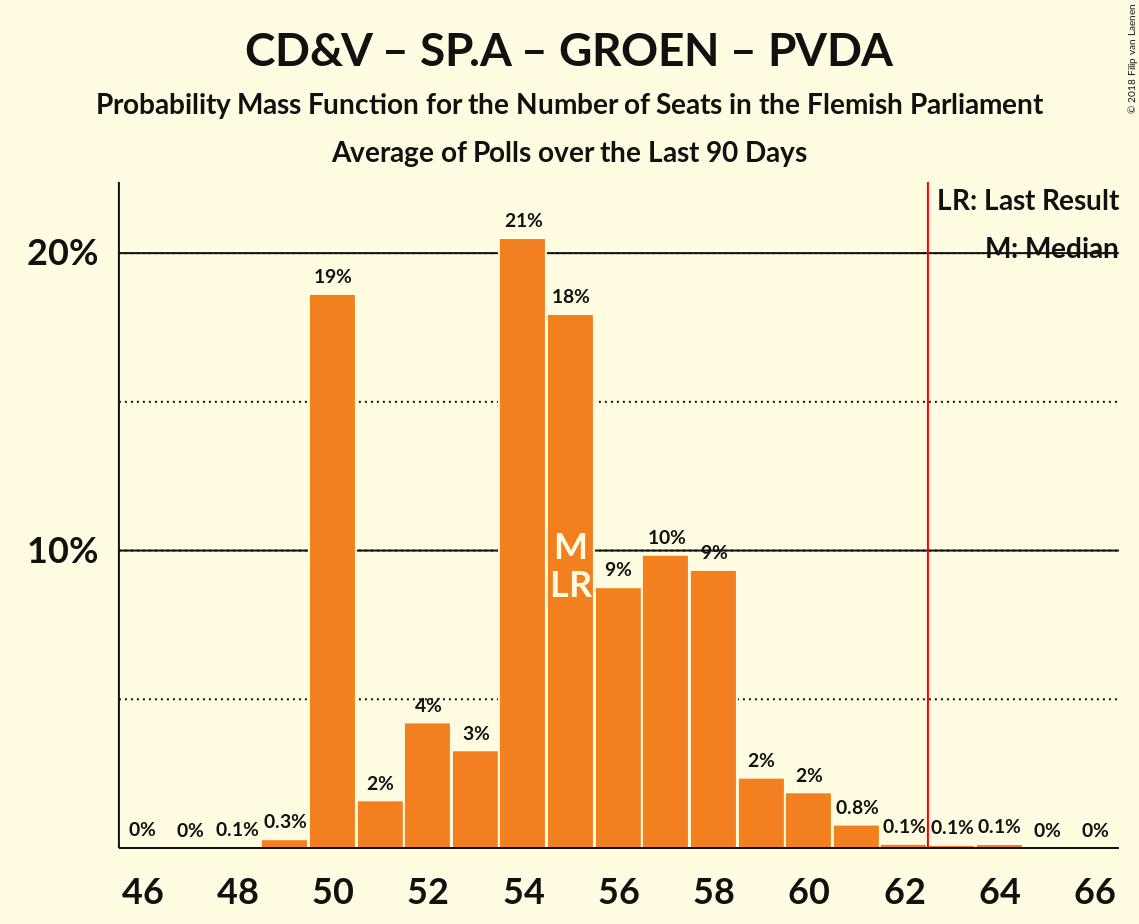 CD&V – SP.A – GROEN – PVDA
Probability Mass Function for the Number of Seats in the Flemish Parliament
Average of Polls over the Last 90 Days
© 2018 Filip van Laenen
LR: Last Result
M: Median
20%
10%
0%
0%
0.1%
0.3%
19%
2%
4%
3%
21%
18%
9%
10%
9%
2%
2%
0.8%
0.1%
0.1%
0.1%
0%
0%
M
LR
46 48 50 52 54 56 58 60 62 64 66